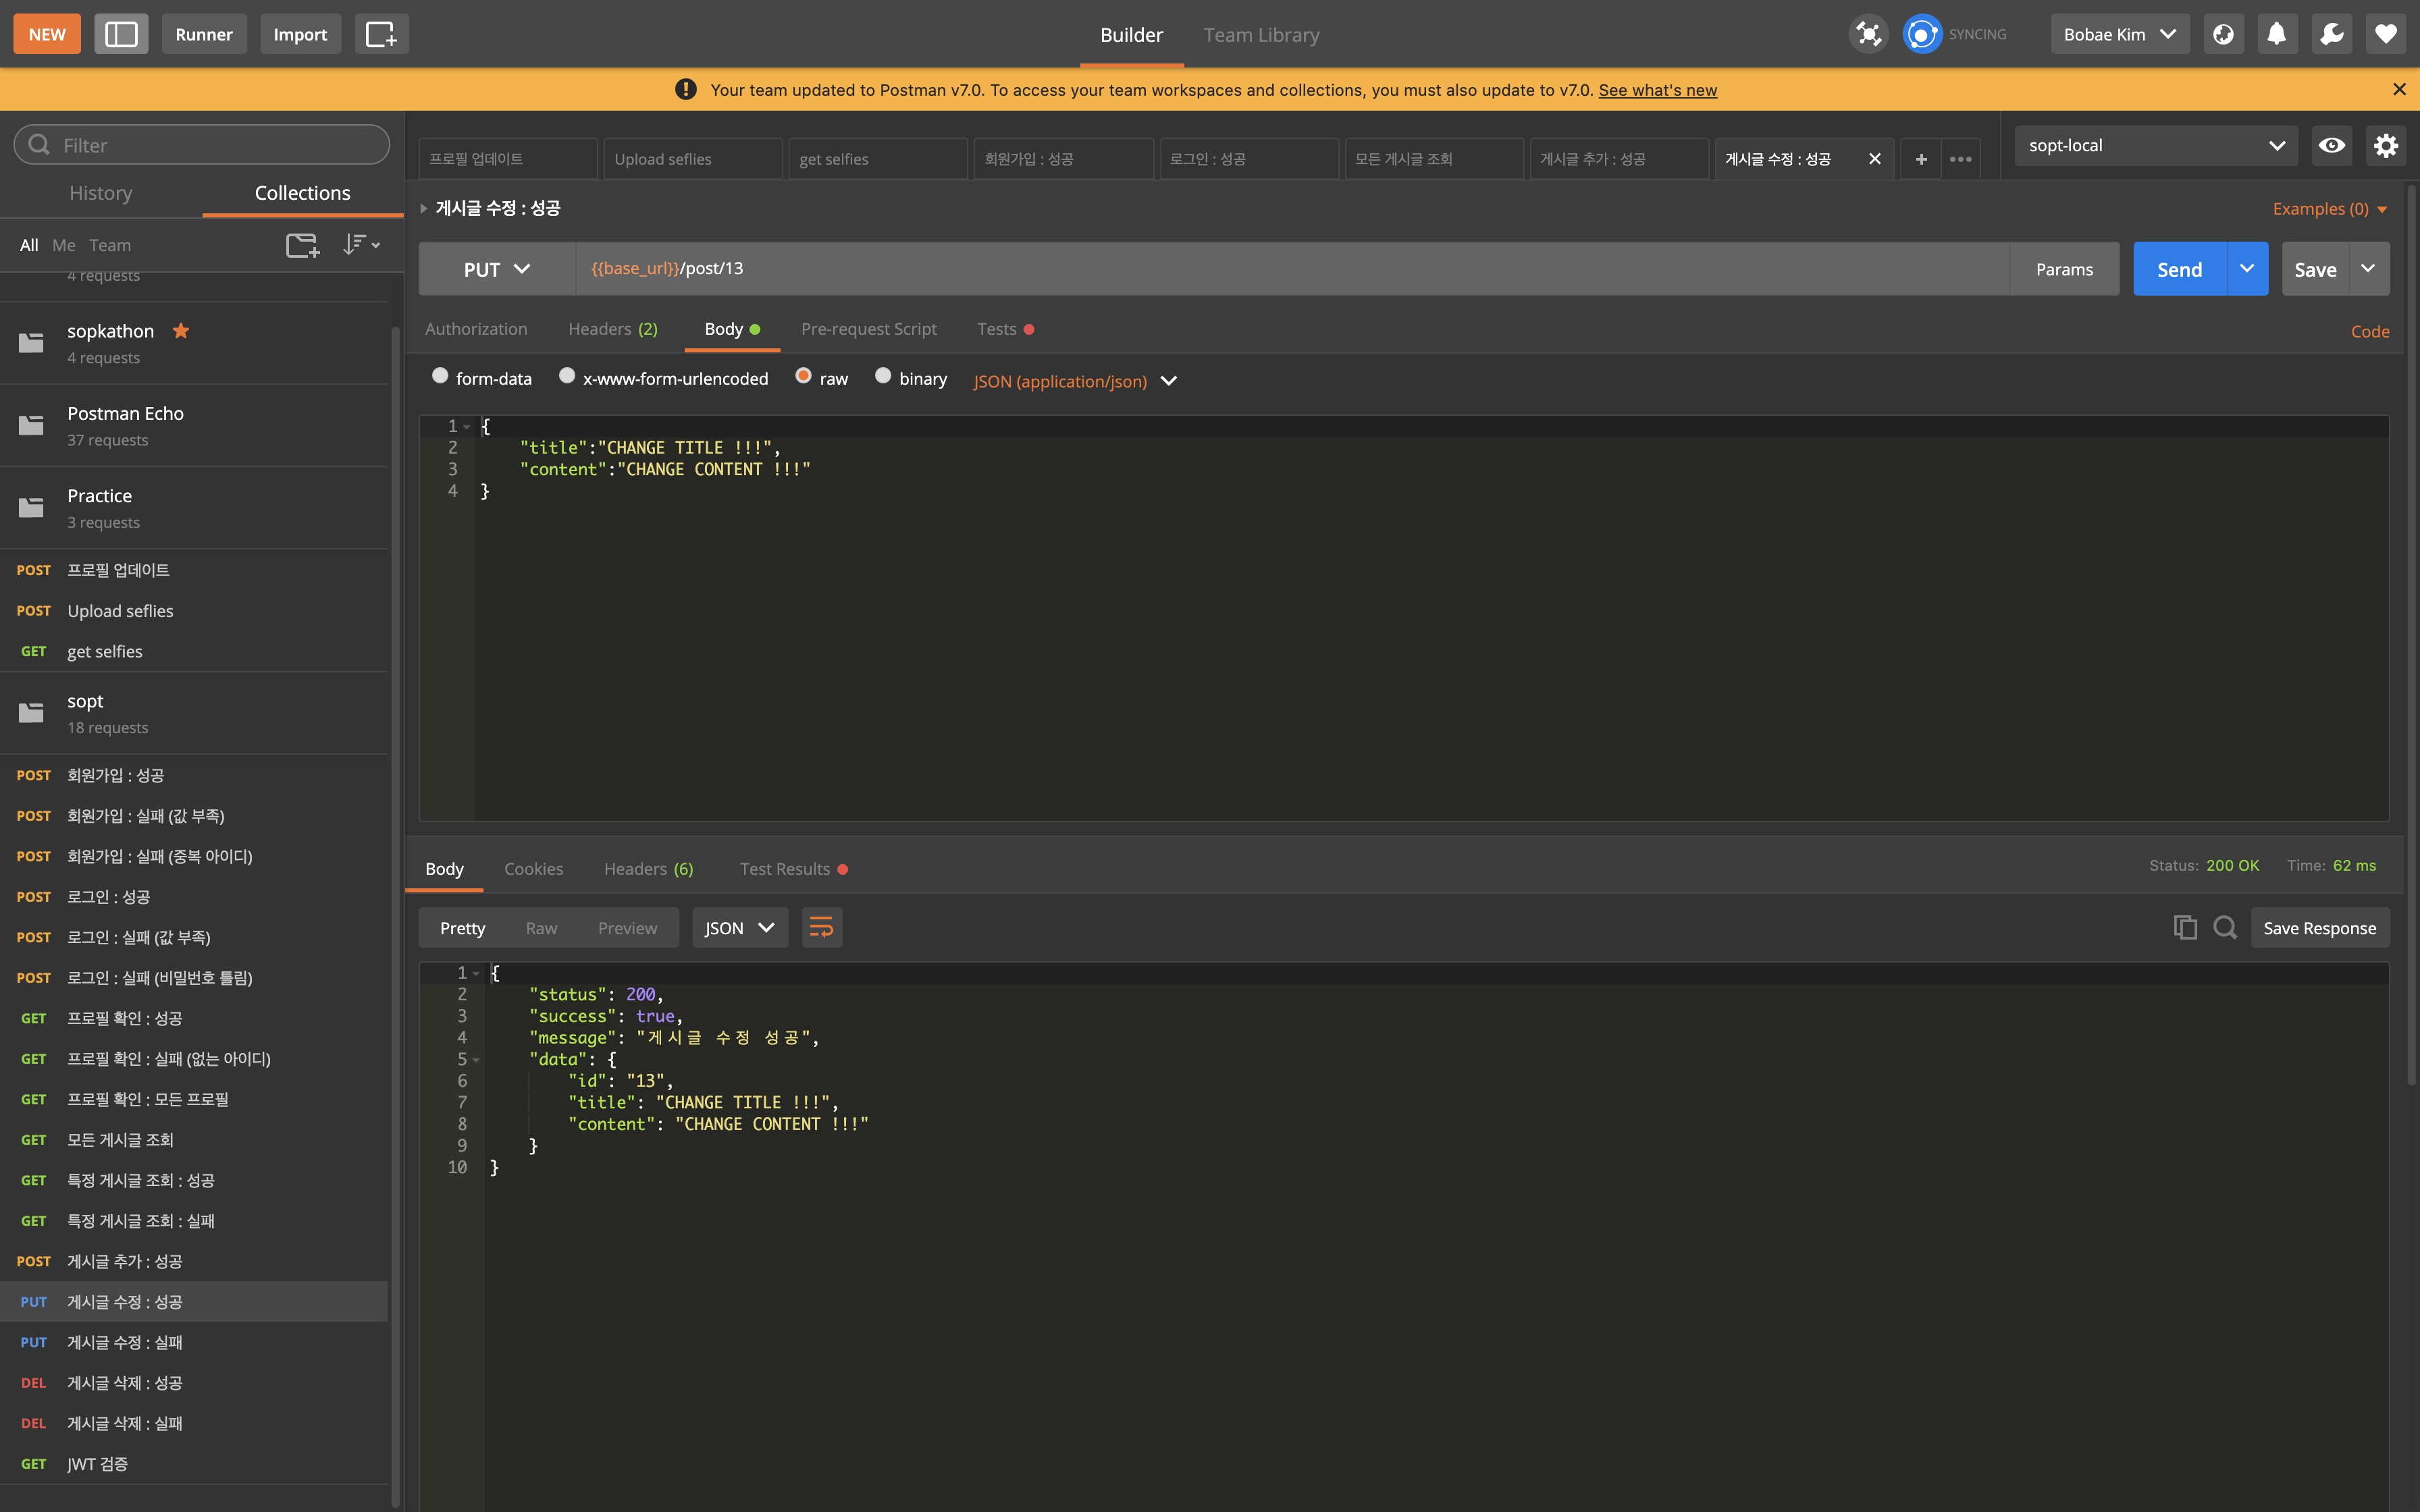 NEW Runner Import Builder Team Library SYNCING Bobae Kim
Your team updated to Postman v7.0. To access your team workspaces and collections, you must also update to v7.0. See what's new
Filter
History Collections
All Me Team
4 requests
sopkathon
4 requests
Postman Echo
37 requests
Practice
3 requests
POST 프로필 업데이트
POST Upload seflies
GET get selfies
sopt
18 requests
POST 회원가입 : 성공
POST 회원가입 : 실패 (값 부족)
POST 회원가입 : 실패 (중복 아이디)
POST 로그인 : 성공
POST 로그인 : 실패 (값 부족)
POST 로그인 : 실패 (비밀번호 틀림)
GET 프로필 확인 : 성공
GET 프로필 확인 : 실패 (없는 아이디)
GET 프로필 확인 : 모든 프로필
GET 모든 게시글 조회
GET 특정 게시글 조회 : 성공
GET 특정 게시글 조회 : 실패
POST 게시글 추가 : 성공
PUT 게시글 수정 : 성공
PUT 게시글 수정 : 실패
DEL 게시글 삭제 : 성공
DEL 게시글 삭제 : 실패
GET JWT 검증
프로필 업데이트 Upload seflies get selfies 회원가입 : 성공 로그인 : 성공 모든 게시글 조회 게시글 추가 : 성공 게시글 수정 : 성공 sopt-local
게시글 수정 : 성공 Examples (0)
PUT {{base_url}}/post/13 Params Send Save
Authorization Headers (2) Body Pre-request Script Tests Code
form-data x-www-form-urlencoded raw binary JSON (application/json)
1 {
2 "title":"CHANGE TITLE !!!",
3 "content":"CHANGE CONTENT !!!"
4 }
Body Cookies Headers (6) Test Results Status: 200 OK Time: 62 ms
Pretty Raw Preview JSON Save Response
1 {
2 "status": 200,
3 "success": true,
4 "message": "게시글 수정 성공",
5 "data": {
6 "id": "13",
7 "title": "CHANGE TITLE !!!",
8 "content": "CHANGE CONTENT !!!"
9 }
10 }